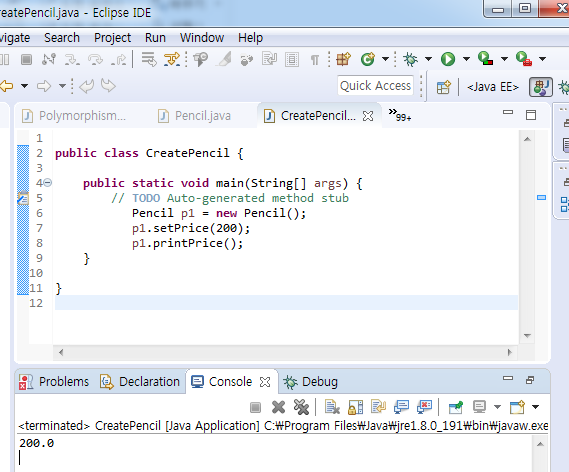 reatePencil.java - Eclipse IDE
vigate Search Project Run Window Help
Quick Access <Java EE>
Polymorphism... Pencil.java CreatePencil... 99+
1
2 public class CreatePencil {
3
4 public static void main(String[] args) {
5 // TODO Auto-generated method stub
6 Pencil p1 = new Pencil();
7 p1.setPrice(200);
8 p1.printPrice();
9 }
10
11 }
12
Problems Declaration Console Debug
<terminated> CreatePencil [Java Application] C:₩Program Files₩Java₩jre1.8.0_191₩bin₩javaw.exe
200.0